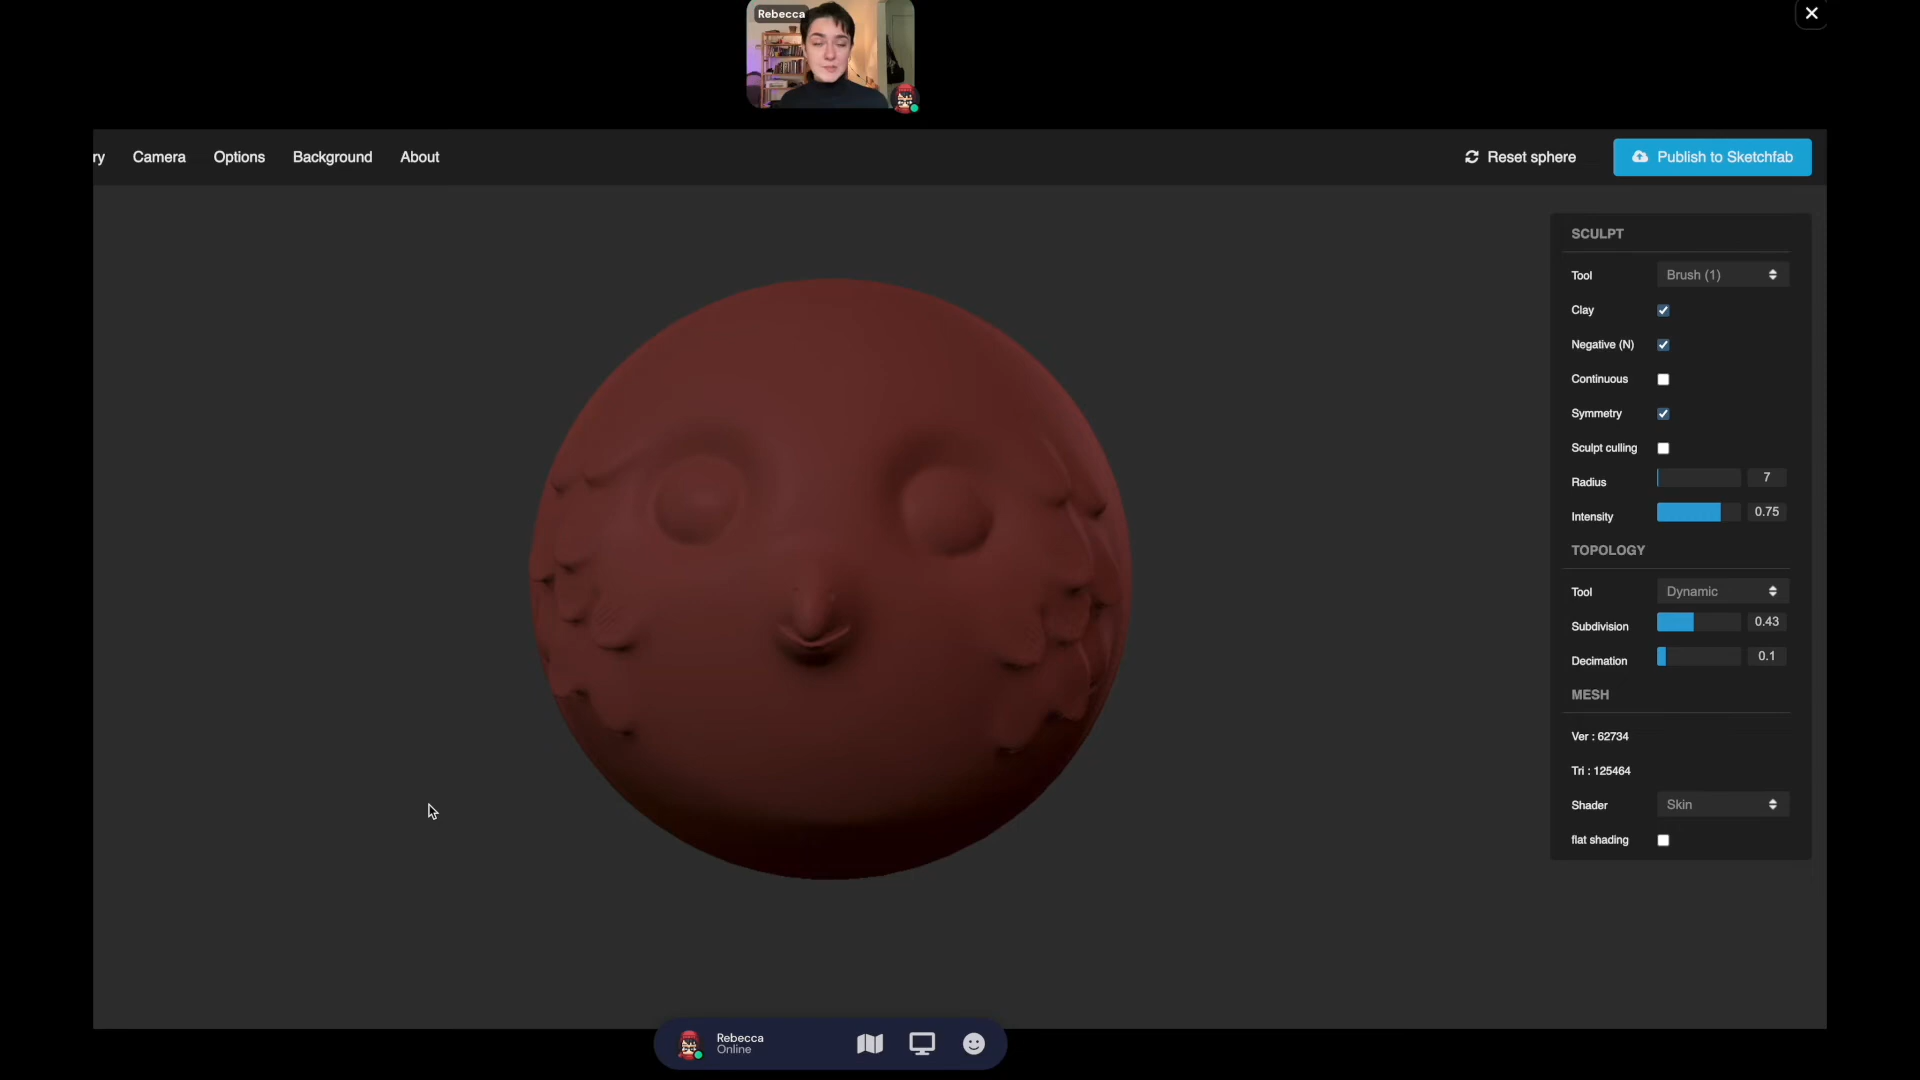 Rebecca
ry Camera Options Background About
Reset sphere
Publish to Sketchfab
SCULPT
Tool Brush (1)
Clay
Negative (N)
Continuous
Symmetry
Sculpt culling
Radius 7
Intensity 0.75
TOPOLOGY
Tool Dynamic
Subdivision 0.43
Decimation 0.1
MESH
Ver : 62734
Tri : 125464
Shader Skin
flat shading
Rebecca
Online